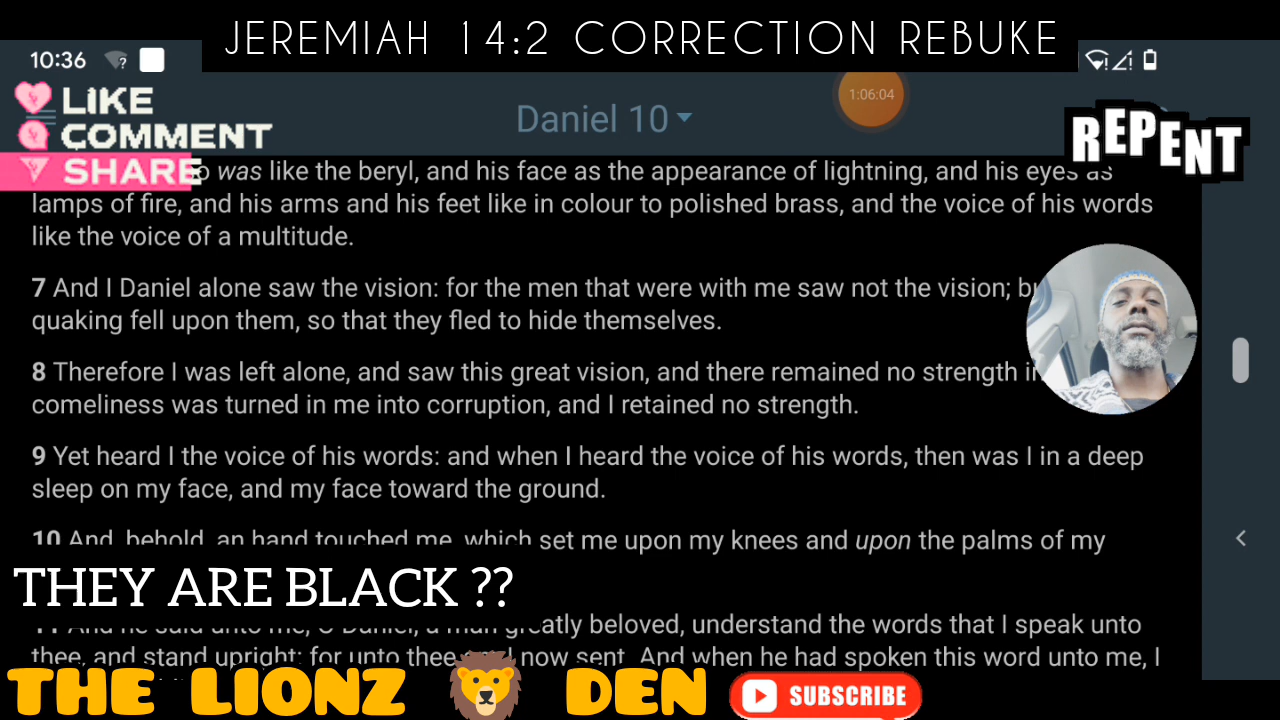 JEREMIAH 14:2 CORRECTION REBUKE
10:36
LIKE
COMMENT
SHARE
Daniel 10
1:06:04
REPENT
was like the beryl, and his face as the appearance of lightning, and his eyes as
lamps of fire, and his arms and his feet like in colour to polished brass, and the voice of his words
like the voice of a multitude.
7 And I Daniel alone saw the vision: for the men that were with me saw not the vision;
quaking fell upon them, so that they fled to hide themselves.
8 Therefore I was left alone, and saw this great vision, and there remained no strength
comeliness was turned in me into corruption, and I retained no strength.
9 Yet heard I the voice of his words: and when I heard the voice of his words, then was I in a deep
sleep on my face, and my face toward the ground.
10 And, behold, an hand touched me, which set me upon my knees and upon the palms of my
THEY ARE BLACK ??
11 And he said unto me, O Daniel, a man greatly beloved, understand the words that I speak unto
thee, and stand upright: for unto thee now sent. And when he had spoken this word unto me, I
THE LIONZ DEN
SUBSCRIBE